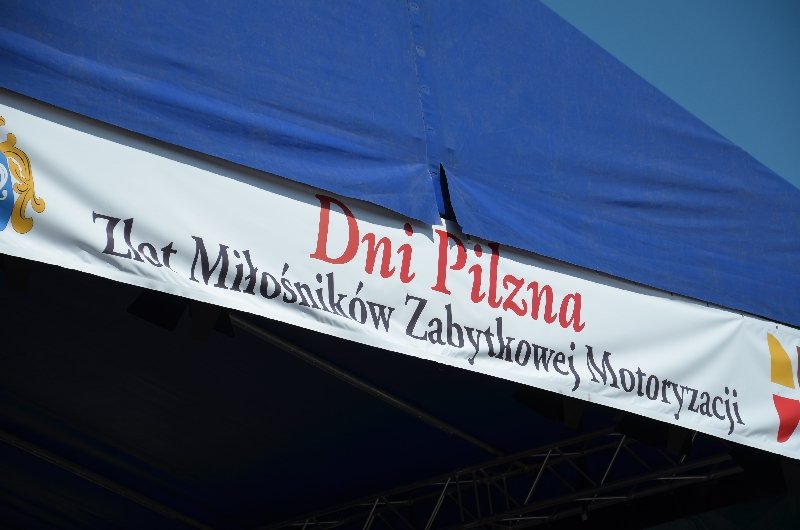 Dni Pilzna
Zlot Miłośników Zabytkowej Motoryzacji